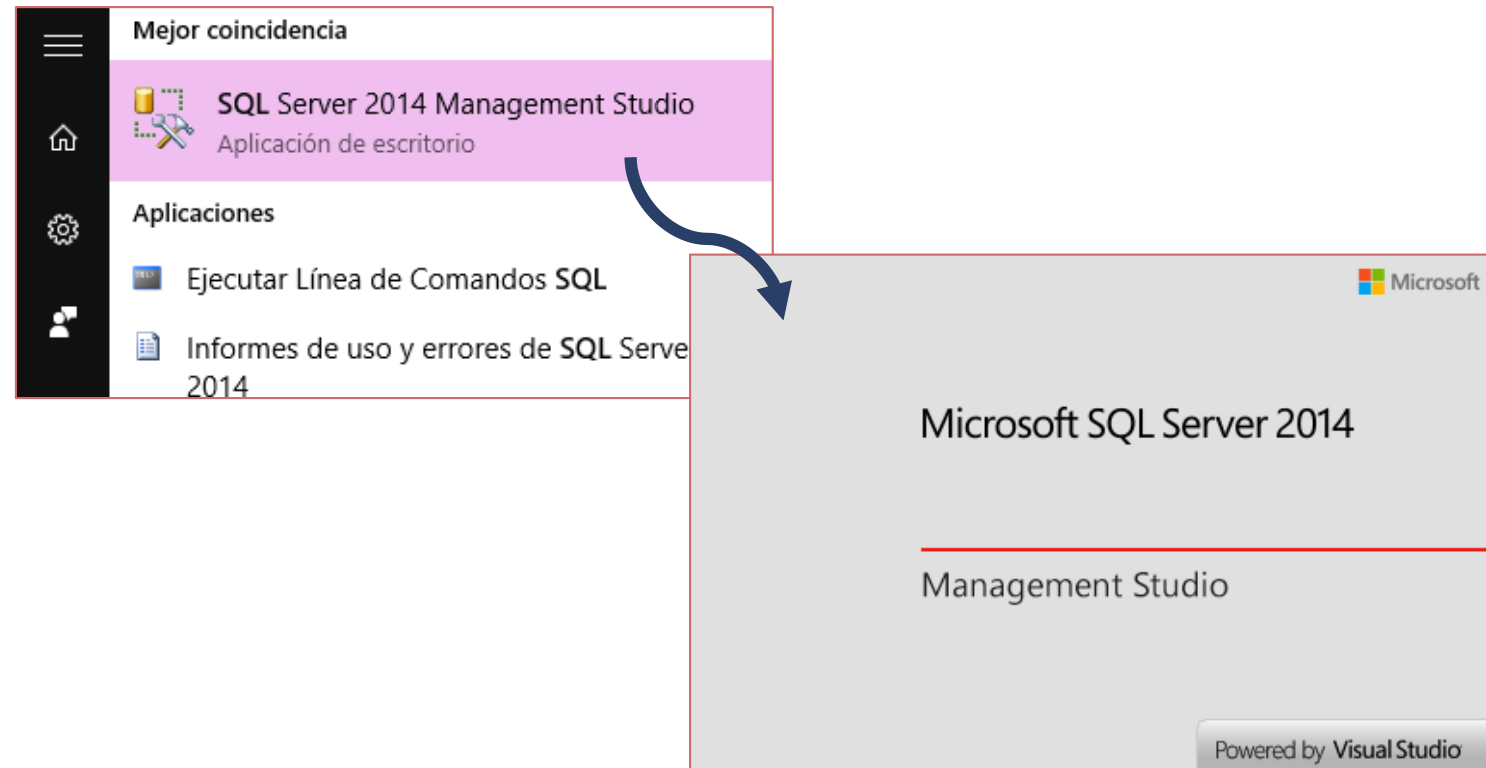 Mejor coincidencia
SQL Server 2014 Management Studio
Aplicación de escritorio
Aplicaciones
Ejecutar Línea de Comandos SQL
Informes de uso y errores de SQL Serve
2014
Microsoft
Microsoft SQL Server 2014
Management Studio
Powered by Visual Studio